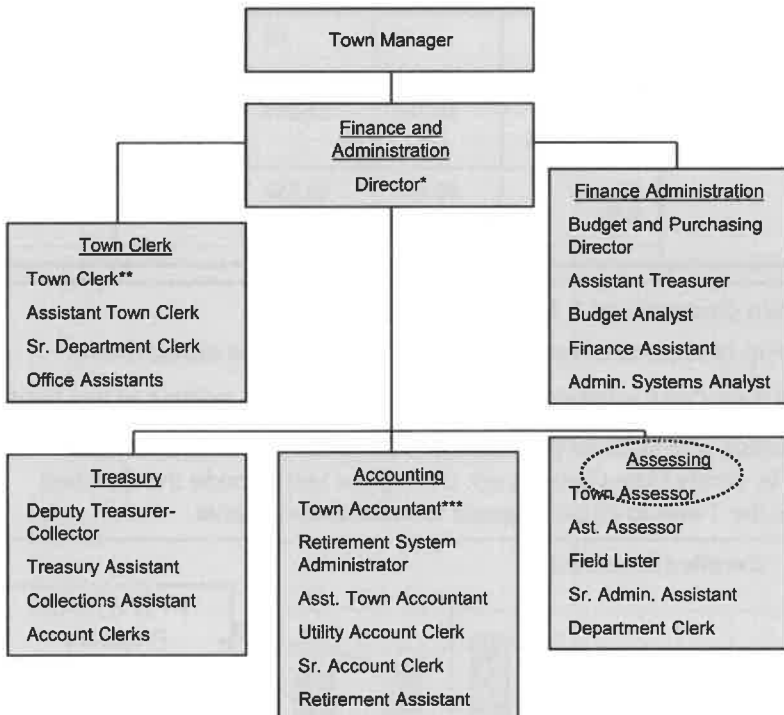 Town Manager
Finance and
Administration
Director*
Town Clerk
Town Clerk**
Assistant Town Clerk
Sr. Department Clerk
Office Assistants
Finance Administration
Budget and Purchasing
Director
Assistant Treasurer
Budget Analyst
Finance Assistant
Admin. Systems Analyst
Treasury
Deputy Treasurer-
Collector
Treasury Assistant
Collections Assistant
Account Clerks
Accounting
Town Accountant***
Retirement System
Administrator
Asst. Town Accountant
Utility Account Clerk
Sr. Account Clerk
Retirement Assistant
Assessing
Town Assessor
Ast. Assessor
Field Lister
Sr. Admin. Assistant
Department Clerk